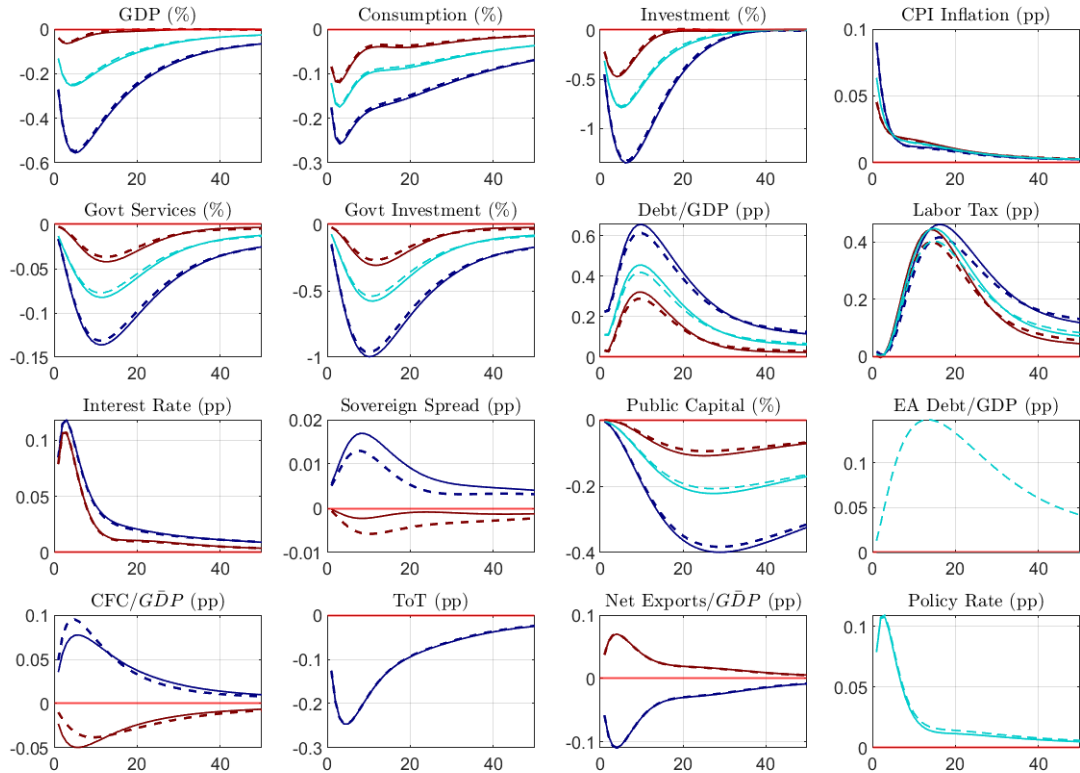 GDP (%) Consumption (%) Investment (%) CPI Inflation (pp)
0 0 0 0.1
-0.2 -0.1 -0.5 0.05
-0.4 -0.2 -1
-0.6 -0.3 0
0 20 40 0 20 40 0 20 40 0 20 40
Govt Services (%) Govt Investment (%) Debt/GDP (pp) Labor Tax (pp)
0 0 0.6 0.4
-0.05 -0.5 0.4 0.2
-0.1 0.2
-0.15 -1 0 0
0 20 40 0 20 40 0 20 40 0 20 40
Interest Rate (pp) Sovereign Spread (pp) Public Capital (%) EA Debt/GDP (pp)
0.1 0.02 0 0.1
0.05 0.01 -0.2 0.05
0
0 -0.01 -0.4 0
0 20 40 0 20 40 0 20 40 0 20 40
CFC/GD̄P (pp) ToT (pp) Net Exports/GD̄P (pp) Policy Rate (pp)
0.1 0 0.1 0.1
0.05 -0.1 0 0.05
0 -0.2
-0.05 -0.3 -0.1 0
0 20 40 0 20 40 0 20 40 0 20 40